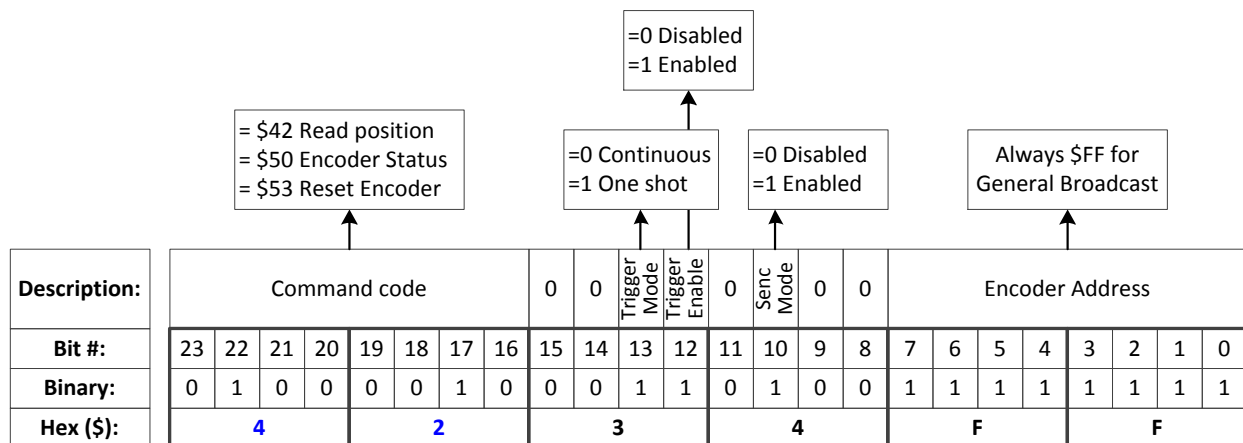 =0 Disabled
=1 Enabled
= $42 Read position
= $50 Encoder Status
= $53 Reset Encoder
=0 Continuous
=1 One shot
=0 Disabled
=1 Enabled
Always $FF for
General Broadcast
Description: Command code 0 0 Trigger Mode Trigger Enable 0 Senc Mode 0 0 Encoder Address
Bit #: 23 22 21 20 19 18 17 16 15 14 13 12 11 10 9 8 7 6 5 4 3 2 1 0
Binary: 0 1 0 0 0 0 1 0 0 0 1 1 0 1 0 0 1 1 1 1 1 1 1 1
Hex ($): 4 2 3 4 F F